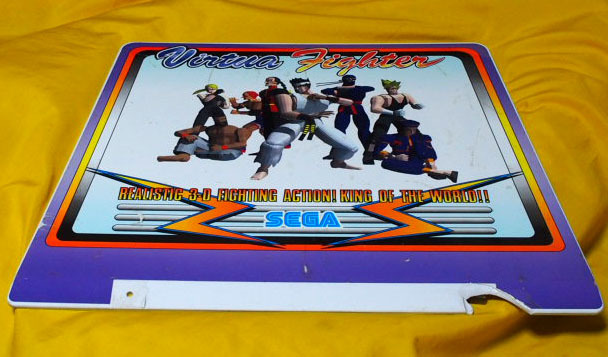 Virtua Fighter
REALISTIC 3-D FIGHTING ACTION! KING OF THE WORLD!!
SEGA